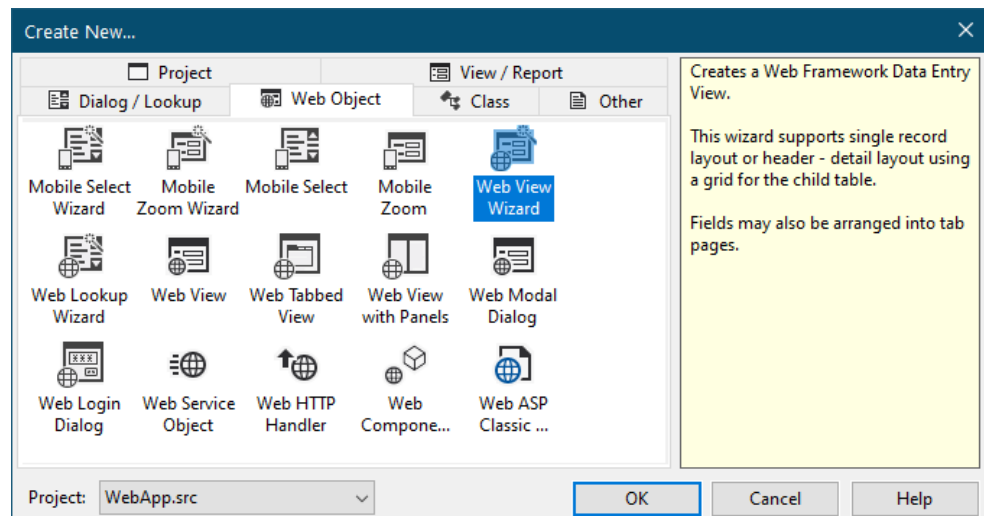 Create New...
Project
View / Report
Dialog / Lookup
Web Object
Class
Other
Mobile Select
Wizard
Mobile
Zoom Wizard
Mobile Select
Mobile
Zoom
Web View
Wizard
Web Lookup
Wizard
Web View
Web Tabbed
View
Web View
with Panels
Web Modal
Dialog
Web Login
Dialog
Web Service
Object
Web HTTP
Handler
Web
Compone...
Web ASP
Classic ...
Creates a Web Framework Data Entry
View.
This wizard supports single record
layout or header - detail layout using
a grid for the child table.
Fields may also be arranged into tab
pages.
Project:
WebApp.src
OK
Cancel
Help